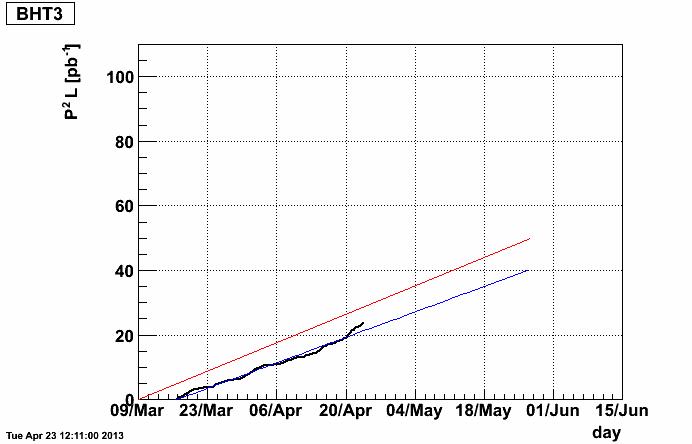 BHT3
P² L [pb⁻¹]
100
80
60
40
20
0
09/Mar 23/Mar 06/Apr 20/Apr 04/May 18/May 01/Jun 15/Jun
day
Tue Apr 23 12:11:00 2013